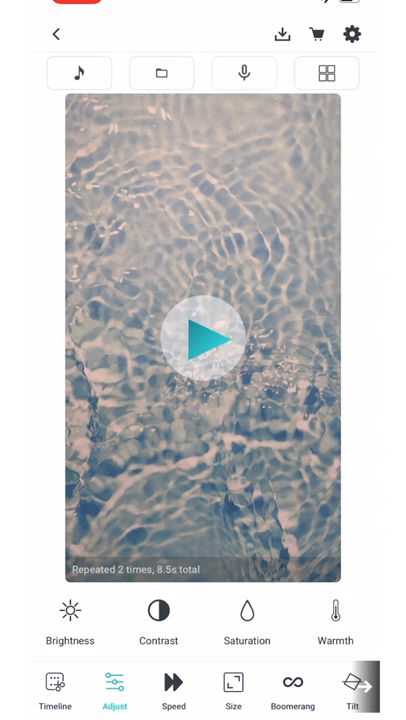 Repeated 2 times, 8.5s total
Brightness Contrast Saturation Warmth
Timeline Adjust Speed Size Boomerang Tilt